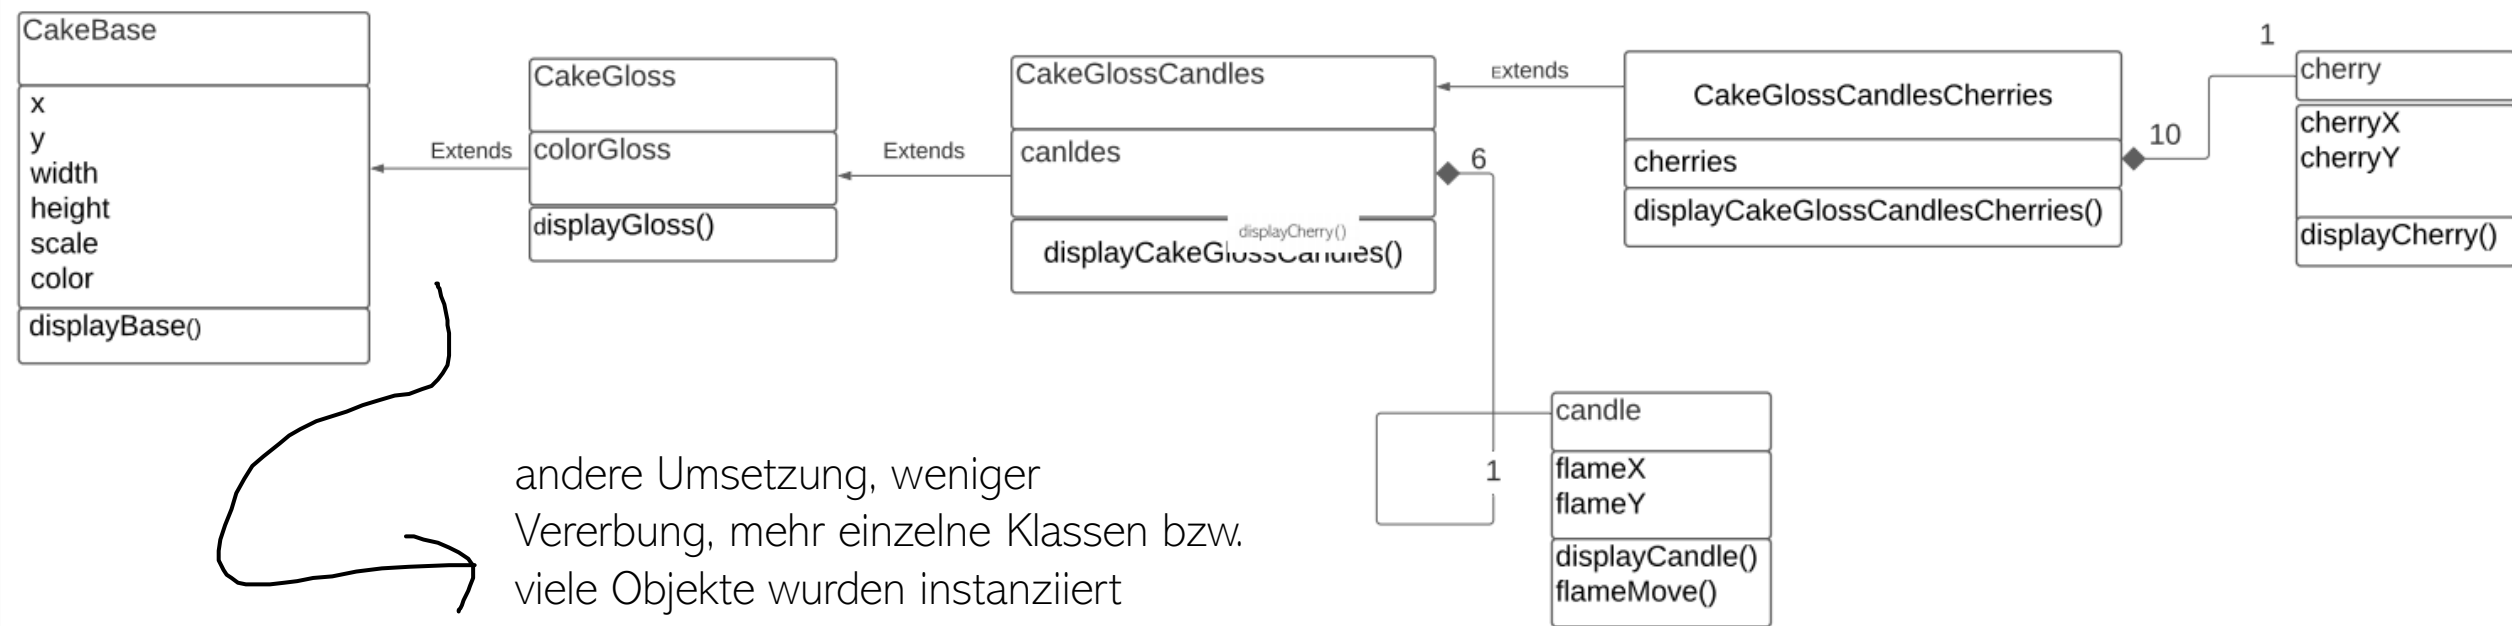 CakeBase
x
y
width
height
scale
color
displayBase()
Extends
CakeGloss
colorGloss
displayGloss()
Extends
CakeGlossCandles
canldes
displayCherry()
displayCakeGlossCandles()
6
1
Extends
CakeGlossCandlesCherries
cherries
displayCakeGlossCandlesCherries()
10
1
cherry
cherryX
cherryY
displayCherry()
candle
flameX
flameY
displayCandle()
flameMove()
andere Umsetzung, weniger
Vererbung, mehr einzelne Klassen bzw.
viele Objekte wurden instanziiert